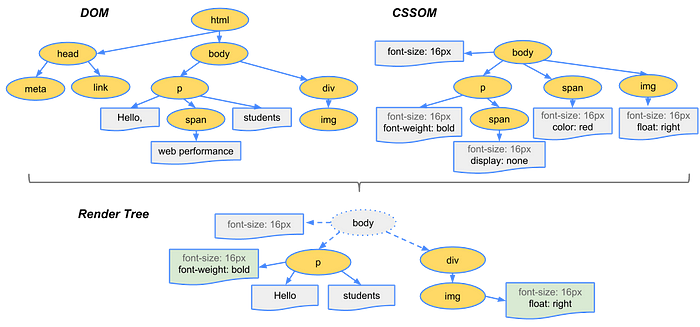 DOM
html
head
body
meta
link
p
div
Hello,
span
students
img
web performance
CSSOM
font-size: 16px
body
p
span
img
font-size: 16px
font-weight: bold
span
font-size: 16px
color: red
font-size: 16px
float: right
font-size: 16px
display: none
Render Tree
font-size: 16px
body
font-size: 16px
font-weight: bold
p
div
Hello
students
img
font-size: 16px
float: right